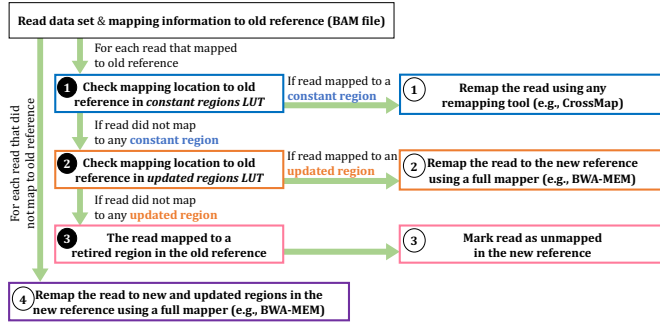 Read data set & mapping information to old reference (BAM file)
For each read that mapped
to old reference
1
Check mapping location to old
reference in constant regions LUT
If read mapped to a
constant region
1
Remap the read using any
remapping tool (e.g., CrossMap)
If read did not map
to any constant region
2
Check mapping location to old
reference in updated regions LUT
If read mapped to an
updated region
2
Remap the read to the new reference
using a full mapper (e.g., BWA-MEM)
If read did not map
to any updated region
3
The read mapped to a
retired region in the old reference
3
Mark read as unmapped
in the new reference
For each read that did
not map to old reference
4
Remap the read to new and updated regions in the
new reference using a full mapper (e.g., BWA-MEM)